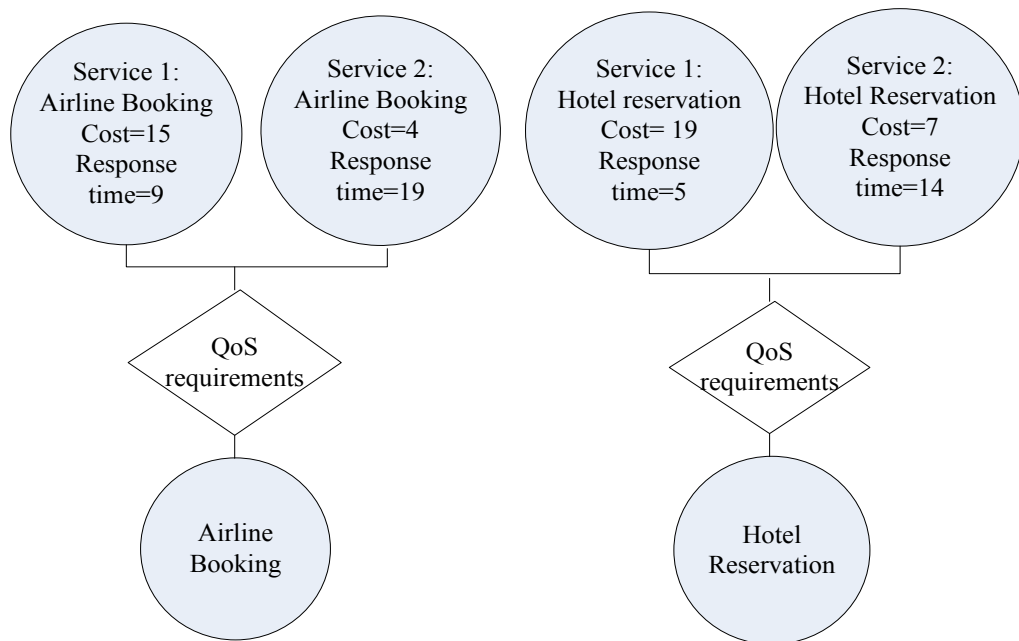 Service 1:
Airline Booking
Cost=15
Response
time=9
Service 2:
Airline Booking
Cost=4
Response
time=19
Service 1:
Hotel reservation
Cost= 19
Response
time=5
Service 2:
Hotel Reservation
Cost=7
Response
time=14
QoS
requirements
QoS
requirements
Airline
Booking
Hotel
Reservation